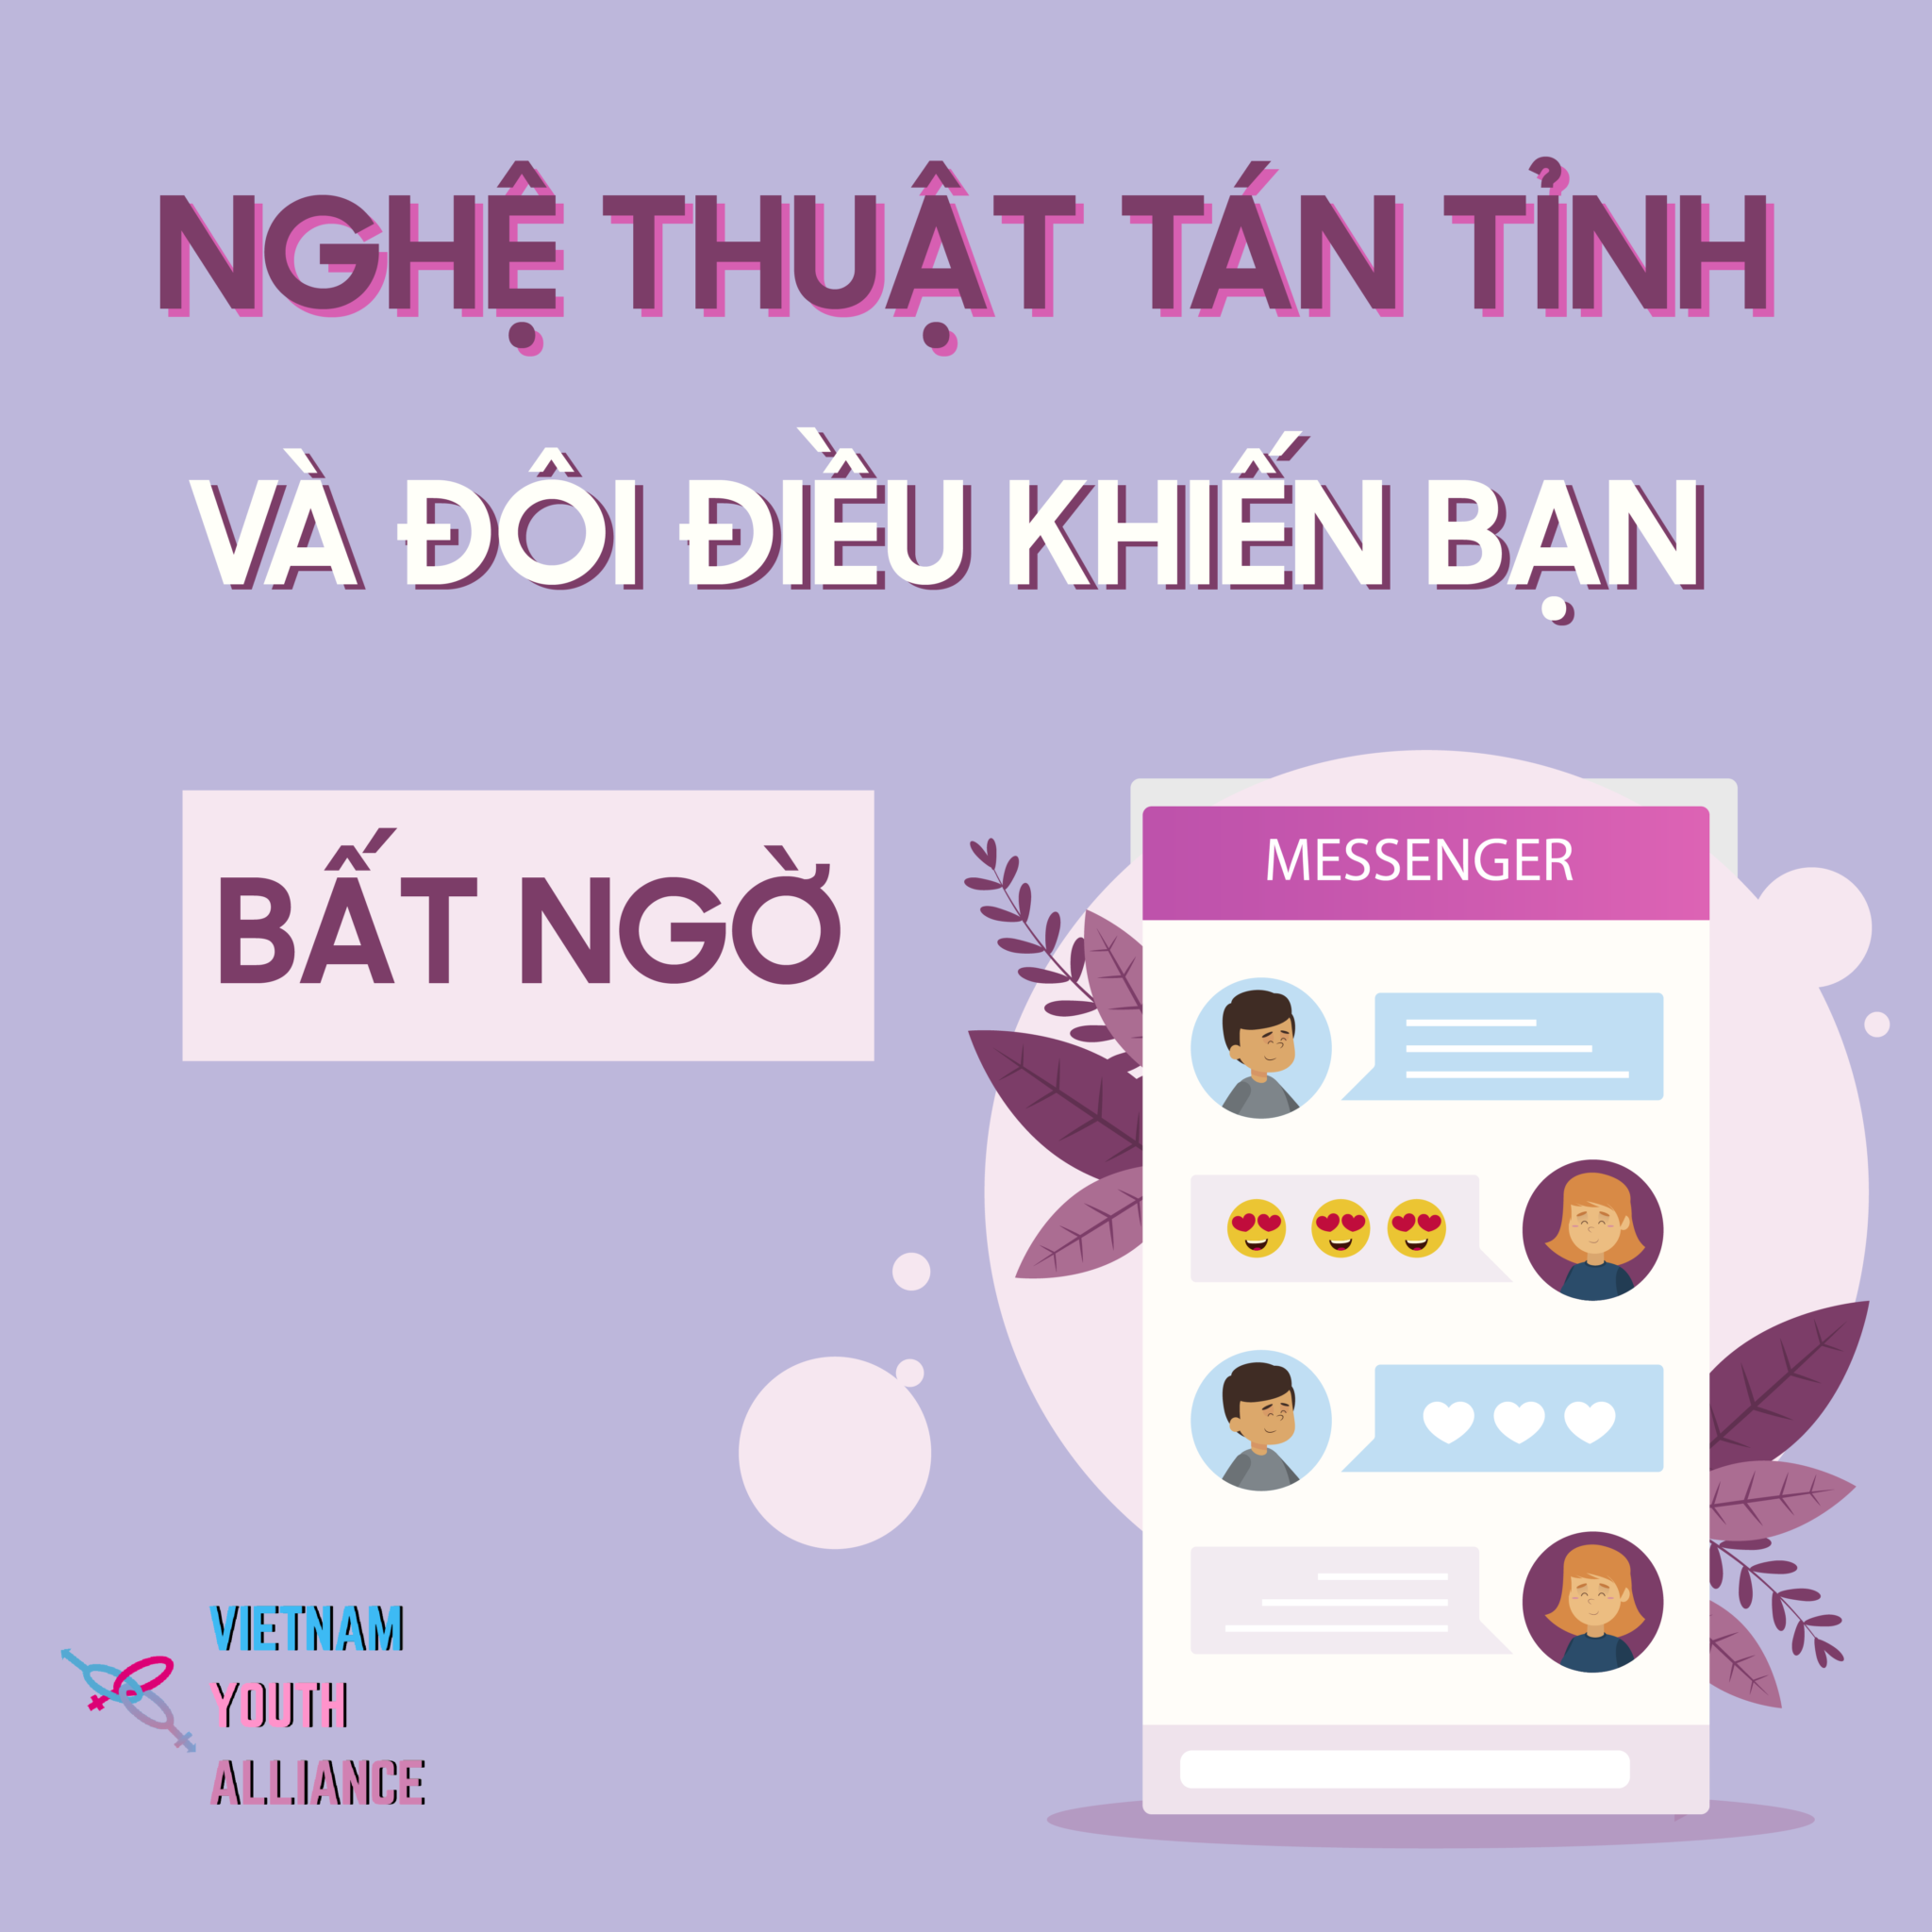 NGHỆ THUẬT TÁN TỈNH
VÀ ĐÔI ĐIỀU KHIẾN BẠN
BẤT NGỜ
MESSENGER
VIETNAM
YOUTH
ALLIANCE